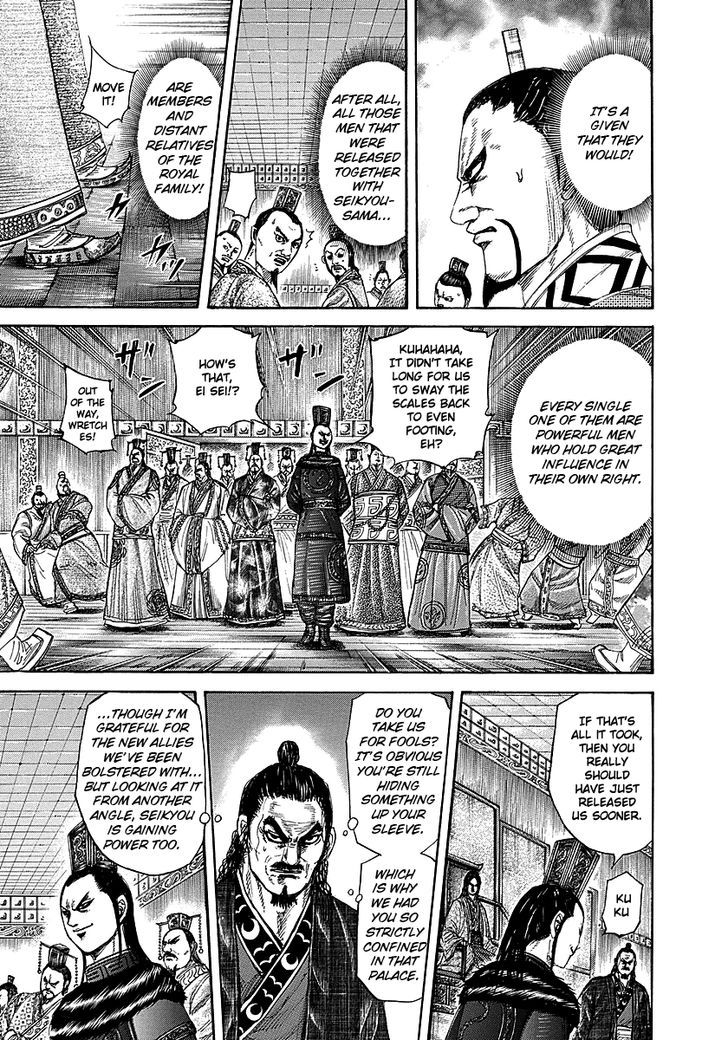 IT'S A
GIVEN
THAT THEY
WOULD!
AFTER ALL,
ALL THOSE
MEN THAT
WERE
RELEASED
TOGETHER
WITH
SEIKYOU-
SAMA...
MOVE
IT!
ARE
MEMBERS
AND
DISTANT
RELATIVES
OF THE
ROYAL
FAMILY!
EVERY SINGLE
ONE OF THEM ARE
POWERFUL MEN
WHO HOLD GREAT
INFLUENCE IN
THEIR OWN RIGHT.
KUHAHAHA,
IT DIDN'T TAKE
LONG FOR US
TO SWAY THE
SCALES BACK
TO EVEN
FOOTING,
EH?
ザッ
HOW'S
THAT,
EI SEI!?
ザッ
OUT
OF THE
WAY,
WRETCH
ES!
IF THAT'S
ALL IT TOOK,
THEN YOU
REALLY
SHOULD
HAVE JUST
RELEASED
US SOONER.
KU
KU
DO YOU
TAKE US
FOR FOOLS?
IT'S OBVIOUS
YOU'RE STILL
HIDING
SOMETHING
UP YOUR
SLEEVE.
WHICH
IS WHY
WE HAD
YOU SO
STRICTLY
CONFINED
IN THAT
PALACE.
...THOUGH I'M
GRATEFUL FOR
THE NEW ALLIES
WE'VE BEEN
BOLSTERED WITH...
BUT LOOKING AT IT
FROM ANOTHER
ANGLE, SEIKYOU
IS GAINING
POWER TOO.